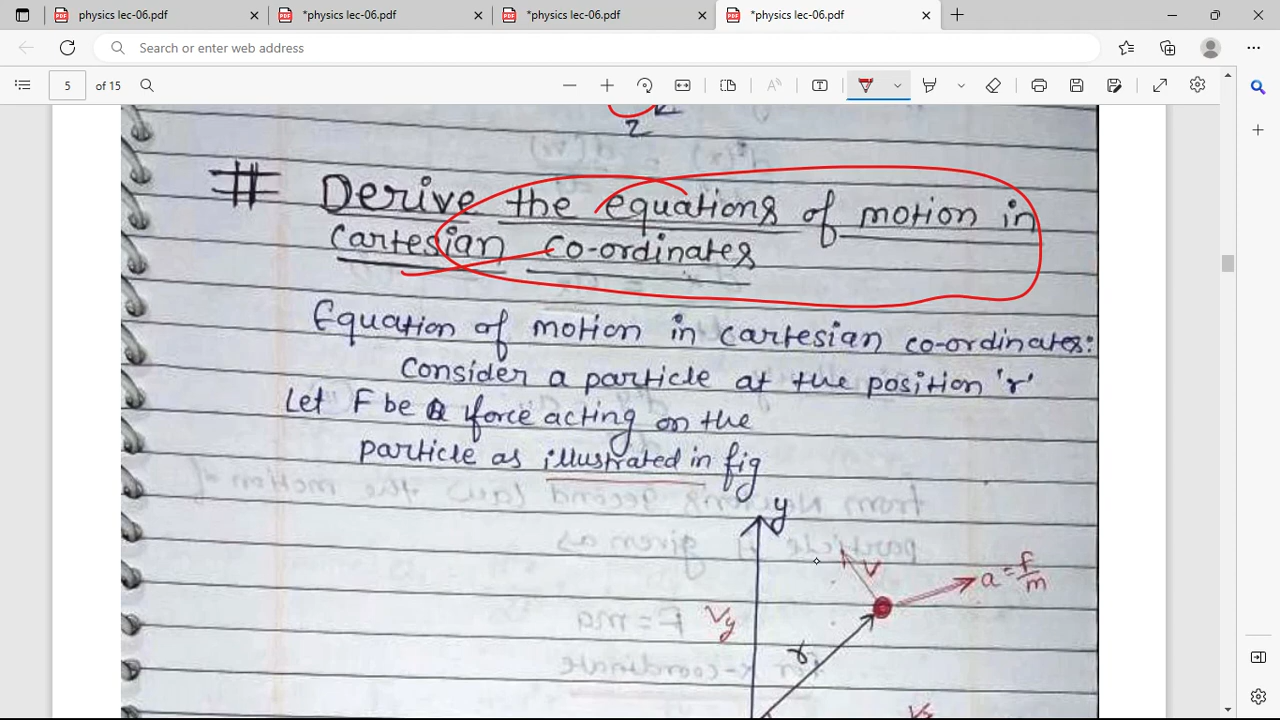 physics lec-06.pdf
*physics lec-06.pdf
*physics lec-06.pdf
*physics lec-06.pdf
Search or enter web address
5 of 15
2
# Derive the equations of motion in
Cartesian co-ordinates
Equation of motion in cartesian co-ordinates:
Consider a particle at the position 'r'
Let F be a force acting on the
particle as illustrated in fig
y
V
a = F/m
Vy
r